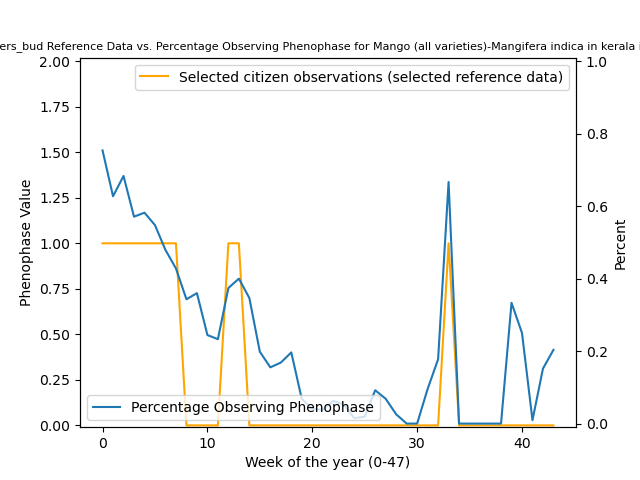 ers_bud Reference Data vs. Percentage Observing Phenophase for Mango (all varieties)-Mangifera indica in kerala i
Selected citizen observations (selected reference data)
Percentage Observing Phenophase
Phenophase Value
2.00
1.75
1.50
1.25
1.00
0.75
0.50
0.25
0.00
Percent
1.0
0.8
0.6
0.4
0.2
0.0
0 10 20 30 40
Week of the year (0-47)